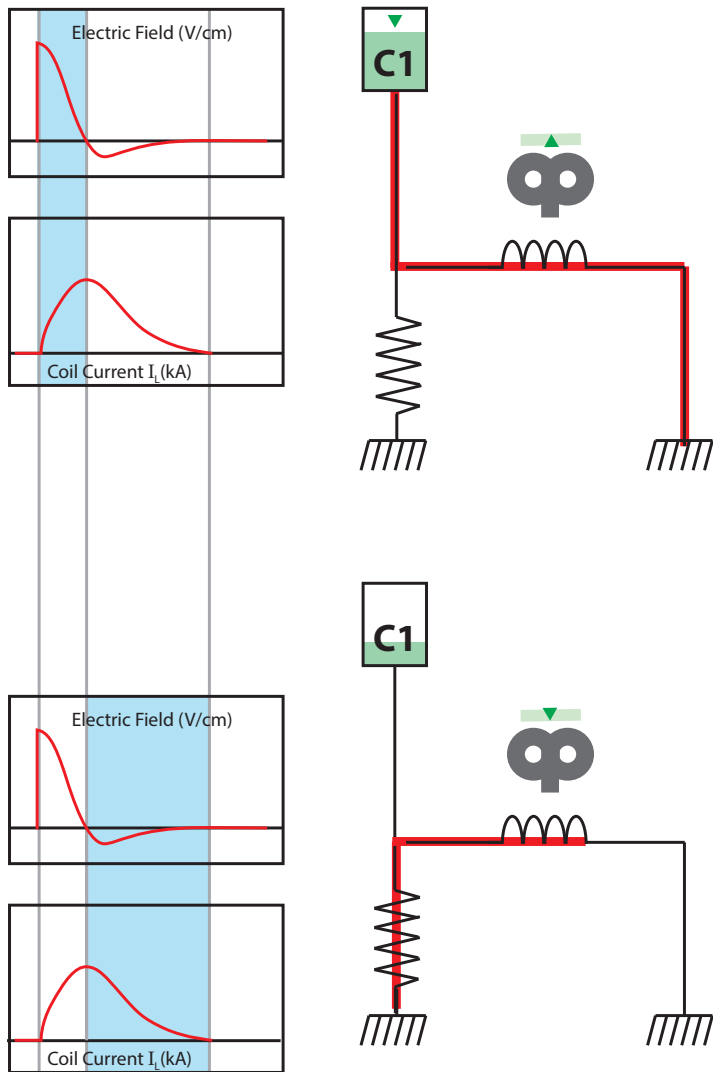 Electric Field (V/cm)
C1
Coil Current I_L(kA)
C1
Electric Field (V/cm)
Coil Current I_L(kA)